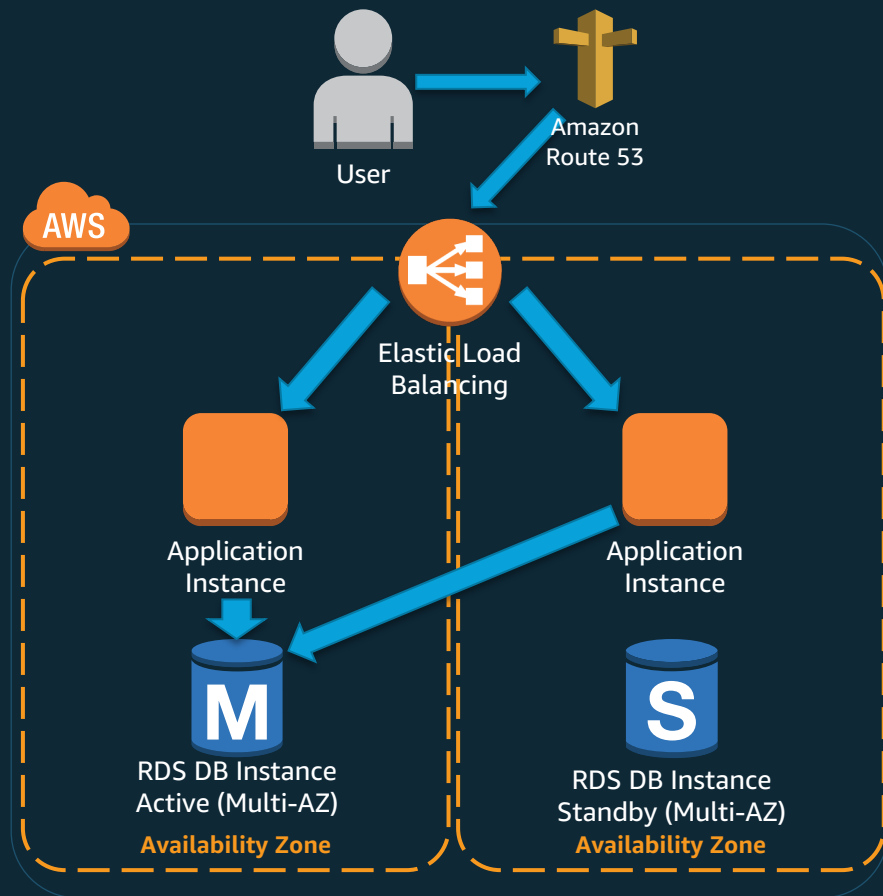 User
Amazon
Route 53
AWS
Elastic Load
Balancing
Application
Instance
Application
Instance
M
RDS DB Instance
Active (Multi-AZ)
S
RDS DB Instance
Standby (Multi-AZ)
Availability Zone
Availability Zone